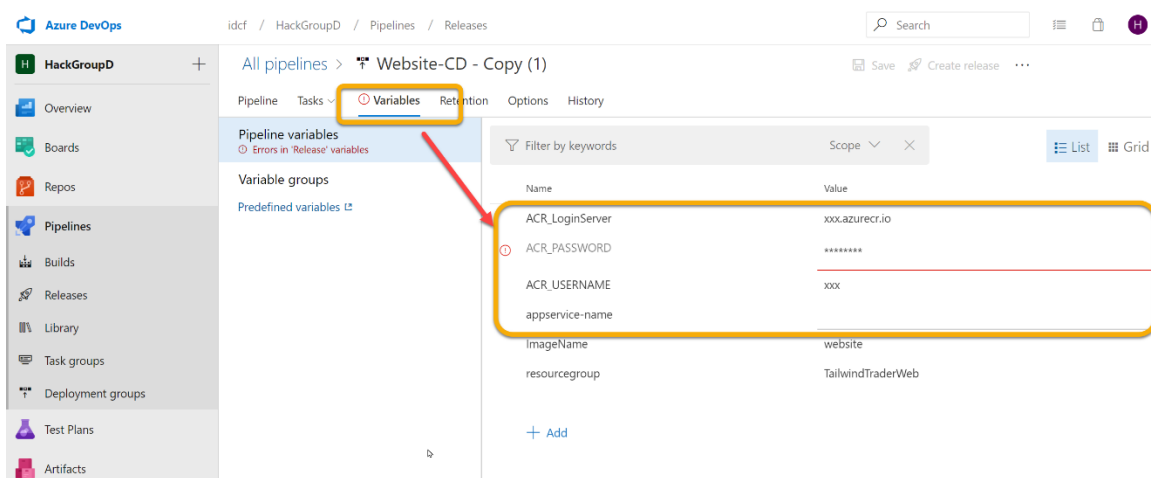 Azure DevOps
idcf / HackGroupD / Pipelines / Releases
Search
H
H HackGroupD +
All pipelines > Website-CD - Copy (1)
Save Create release ...
Pipeline Tasks Variables Retention Options History
Overview
Boards
Repos
Pipelines
Builds
Releases
Library
Task groups
Deployment groups
Test Plans
Artifacts
Pipeline variables
Errors in 'Release' variables
Variable groups
Predefined variables
Filter by keywords Scope
List Grid
Name Value
ACR_LoginServer xxx.azurecr.io
ACR_PASSWORD ********
ACR_USERNAME xxx
appservice-name
ImageName website
resourcegroup TailwindTraderWeb
+ Add